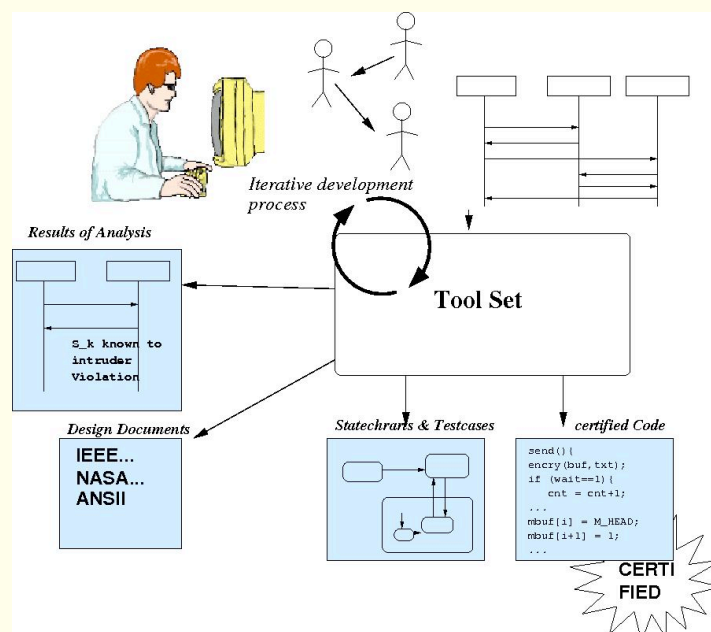 Iterative development
process
Results of Analysis
Tool Set
S_k known to
intruder
Violation
Design Documents
IEEE...
NASA...
ANSII
Statechrarts & Testcases
certified Code
send(){
encry(buf,txt);
if (wait==1){
cnt = cnt+1;
...
mbuf[i] = M_HEAD;
mbuf[i+1] = 1;
...
CERTI
FIED